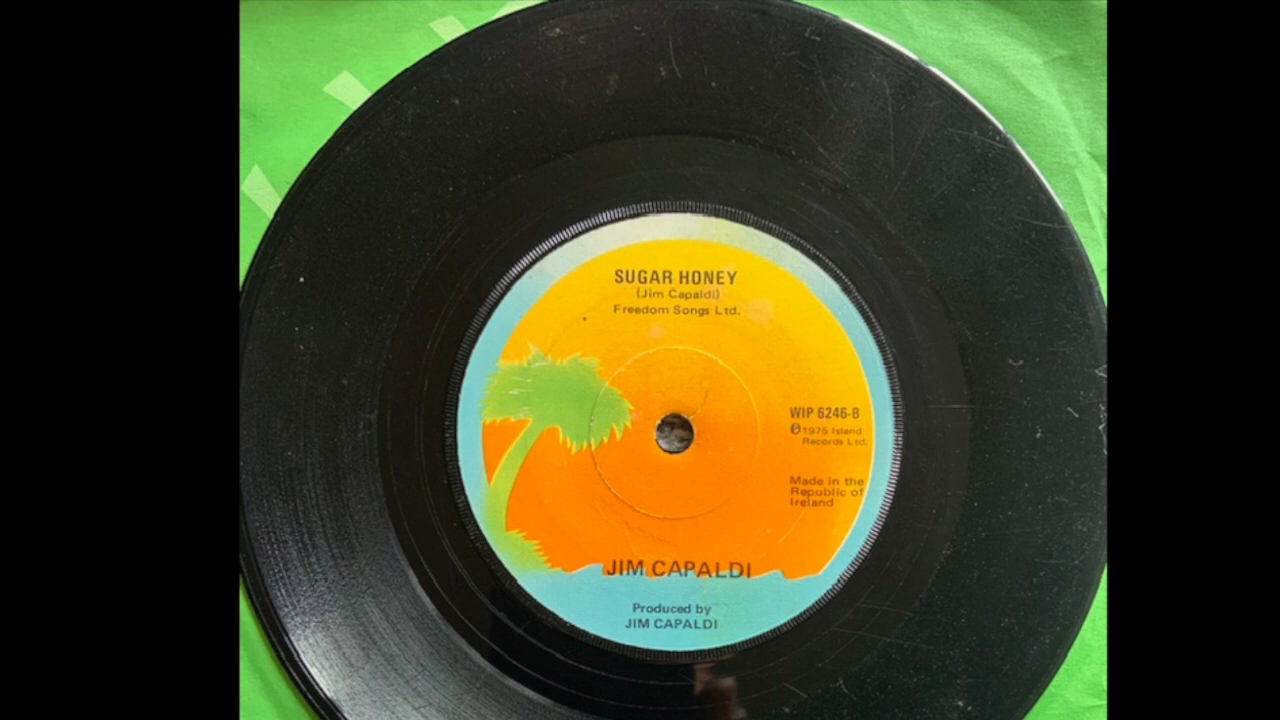 SUGAR HONEY
(Jim Capaldi)
Freedom Songs Ltd.
WIP 6246-B
℗1975 Island
Records Ltd.
Made in the
Republic of
Ireland
JIM CAPALDI
Produced by
JIM CAPALDI